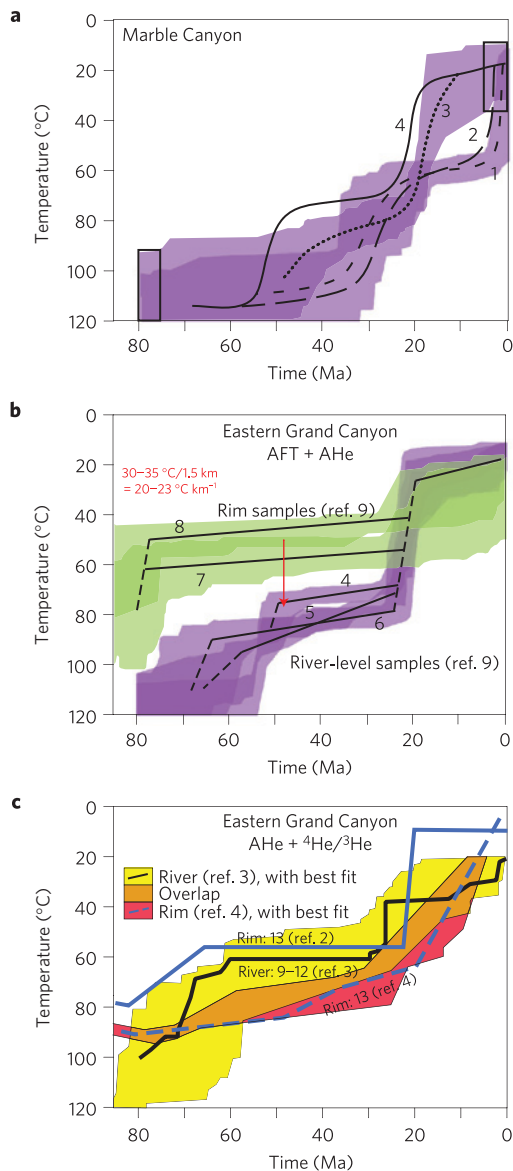 a
Marble Canyon
0
20
40
60
80
100
120
Temperature (°C)
4
3
2
1
80
60
40
20
0
Time (Ma)
b
Eastern Grand Canyon
AFT + AHe
30–35 °C/1.5 km
= 20–23 °C km⁻¹
Rim samples (ref. 9)
8
7
4
5
6
River-level samples (ref. 9)
0
20
40
60
80
100
120
Temperature (°C)
80
60
40
20
0
Time (Ma)
c
Eastern Grand Canyon
AHe + ⁴He/³He
River (ref. 3), with best fit
Overlap
Rim (ref. 4), with best fit
Rim: 13 (ref. 2)
River: 9–12 (ref. 3)
Rim: 13 (ref. 4)
0
20
40
60
80
100
120
Temperature (°C)
80
60
40
20
0
Time (Ma)